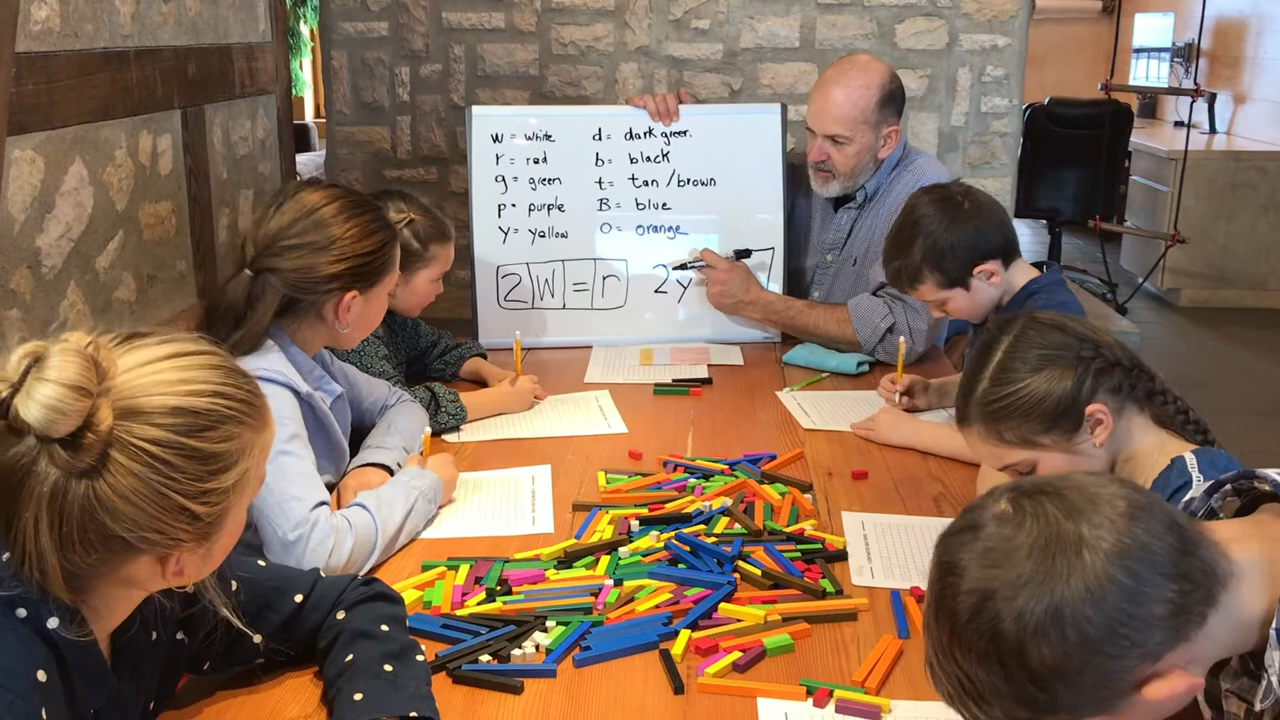 w = white
r = red
g = green
p = purple
y = yellow
d = dark green.
b = black
t = tan / brown
B = blue
O = orange
2W=r
2y